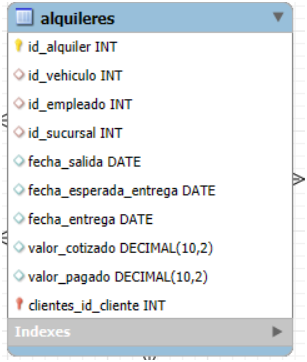 alquileres
id_alquiler INT
id_vehiculo INT
id_empleado INT
id_sucursal INT
fecha_salida DATE
fecha_esperada_entrega DATE
fecha_entrega DATE
valor_cotizado DECIMAL(10,2)
valor_pagado DECIMAL(10,2)
clientes_id_cliente INT
Indexes